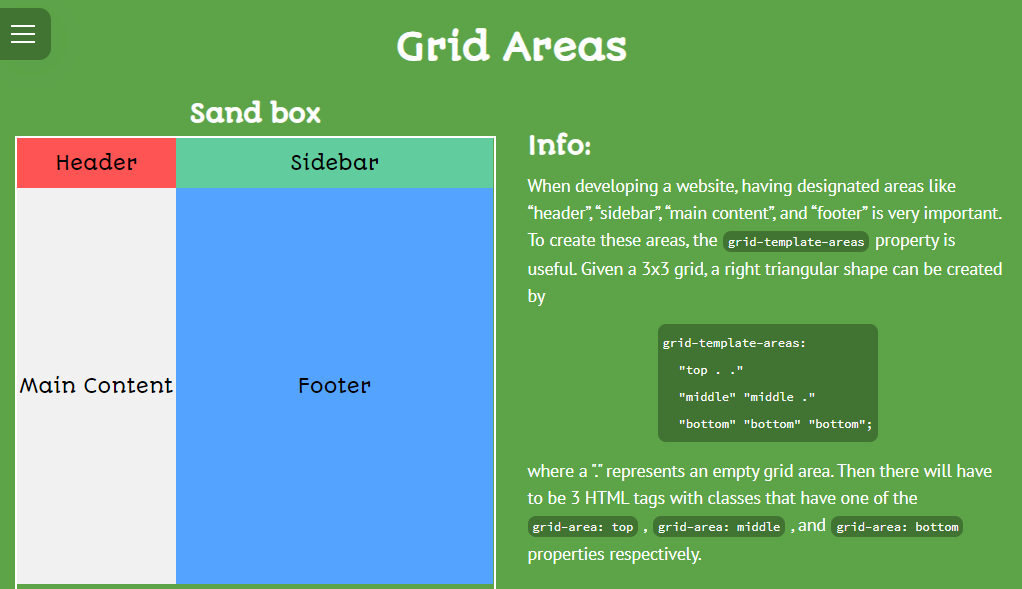 Grid Areas
Sand box
Header
Sidebar
Main Content
Footer
Info:
When developing a website, having designated areas like
“header”, “sidebar”, “main content”, and “footer” is very important.
To create these areas, the grid-template-areas property is
useful. Given a 3x3 grid, a right triangular shape can be created
by
grid-template-areas:
"top . ."
"middle" "middle ."
"bottom" "bottom" "bottom";
where a "." represents an empty grid area. Then there will have
to be 3 HTML tags with classes that have one of the
grid-area: top , grid-area: middle , and grid-area: bottom
properties respectively.